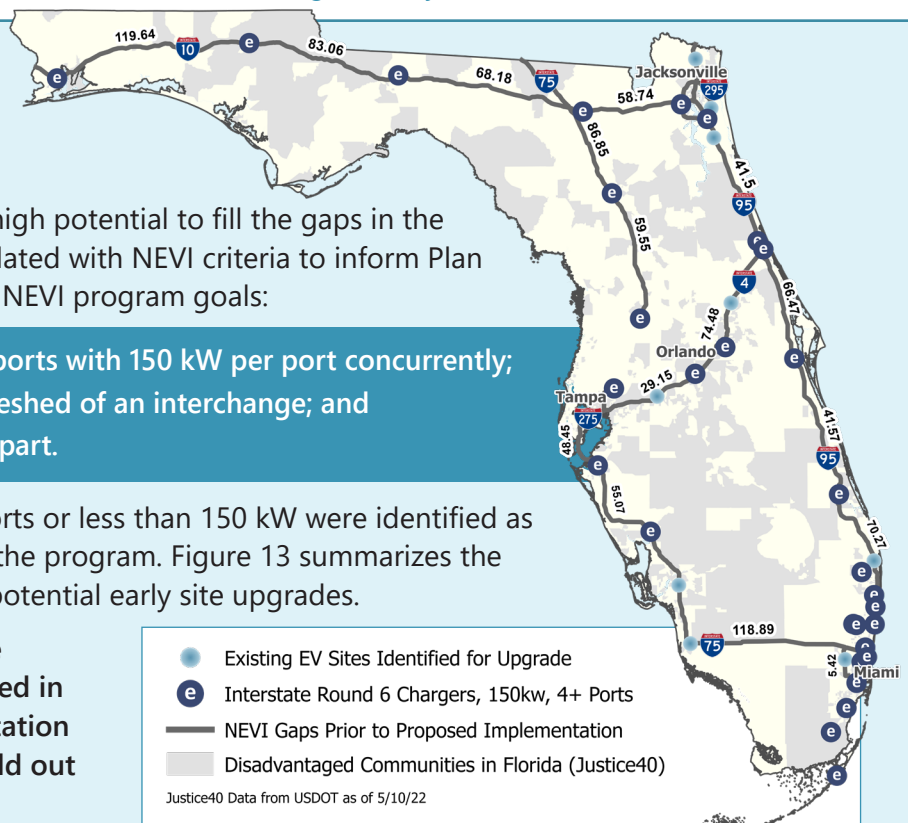 high potential to fill the gaps in the
lated with NEVI criteria to inform Plan
NEVI program goals:
ports with 150 kW per port concurrently;
eshed of an interchange; and
part.
orts or less than 150 kW were identified as
the program. Figure 13 summarizes the
potential early site upgrades.
e
ed in
tation
ld out
119.64
10
83.06
68.18
75
58.74
Jacksonville
295
86.85
41.5
95
59.55
4
66.47
74.48
Orlando
29.15
Tampa
275
48.45
41.57
95
55.07
70.27
118.89
75
5.42
Miami
e Existing EV Sites Identified for Upgrade
e Interstate Round 6 Chargers, 150kw, 4+ Ports
NEVI Gaps Prior to Proposed Implementation
Disadvantaged Communities in Florida (Justice40)
Justice40 Data from USDOT as of 5/10/22